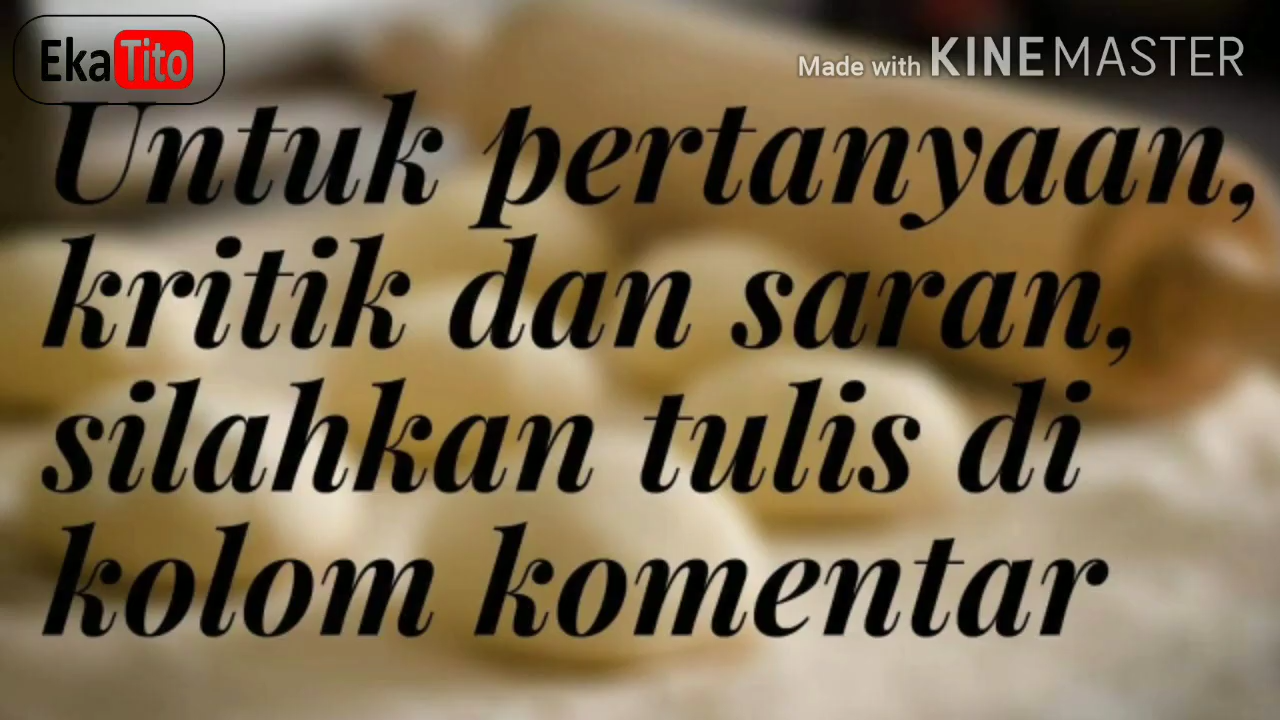 EkaTito
Made with KINEMASTER
Untuk pertanyaan,
kritik dan saran,
silahkan tulis di
kolom komentar